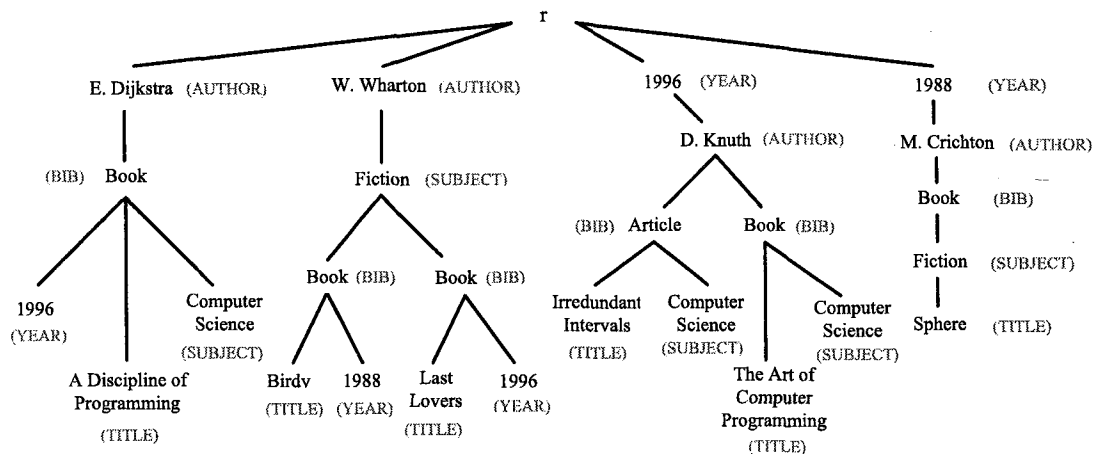 r
E. Dijkstra (AUTHOR)
W. Wharton (AUTHOR)
1996 (YEAR)
1988 (YEAR)
D. Knuth (AUTHOR)
M. Crichton (AUTHOR)
(BIB) Book
Fiction (SUBJECT)
Book (BIB)
(BIB) Article
Book (BIB)
Fiction (SUBJECT)
Book (BIB)
Book (BIB)
1996
(YEAR)
Computer
Science
(SUBJECT)
Irredundant
Intervals
(TITLE)
Computer
Science
(SUBJECT)
Computer
Science
(SUBJECT)
Sphere (TITLE)
A Discipline of
Programming
(TITLE)
Birdv
(TITLE)
1988
(YEAR)
Last
Lovers
(TITLE)
1996
(YEAR)
The Art of
Computer
Programming
(TITLE)